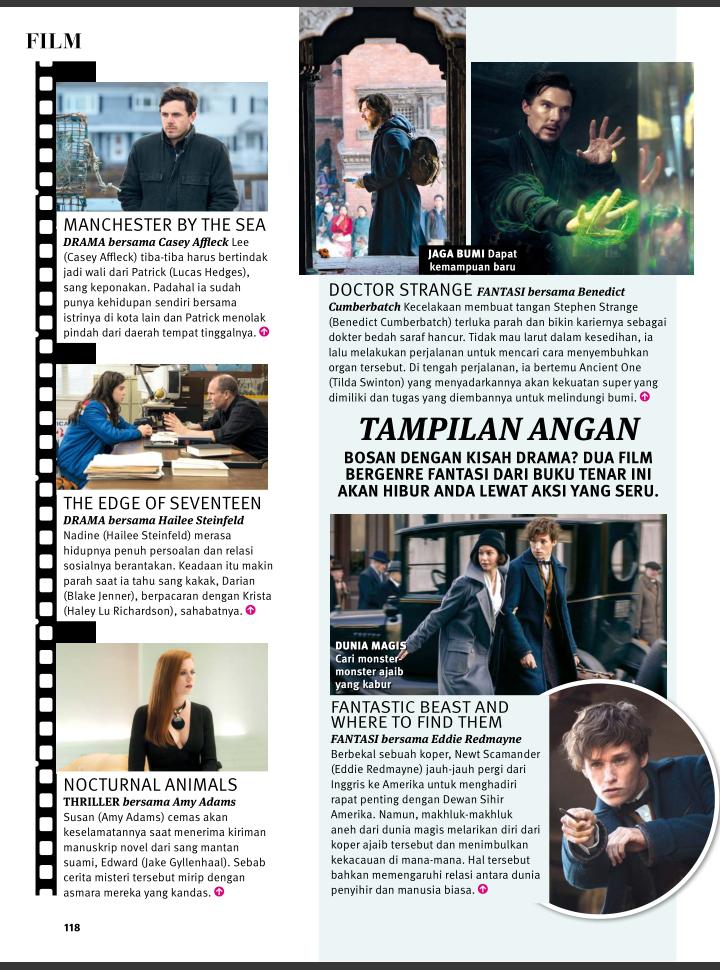 FILM
MANCHESTER BY THE SEA
DRAMA bersama Casey Affleck Lee
(Casey Affleck) tiba-tiba harus bertindak
jadi wali dari Patrick (Lucas Hedges),
sang keponakan. Padahal ia sudah
punya kehidupan sendiri bersama
istrinya di kota lain dan Patrick menolak
pindah dari daerah tempat tinggalnya.
THE EDGE OF SEVENTEEN
DRAMA bersama Hailee Steinfeld
Nadine (Hailee Steinfeld) merasa
hidupnya penuh persoalan dan relasi
sosialnya berantakan. Keadaan itu makin
parah saat ia tahu sang kakak, Darian
(Blake Jenner), berpacaran dengan Krista
(Haley Lu Richardson), sahabatnya.
NOCTURNAL ANIMALS
THRILLER bersama Amy Adams
Susan (Amy Adams) cemas akan
keselamatannya saat menerima kiriman
manuskrip novel dari sang mantan
suami, Edward (Jake Gyllenhaal). Sebab
cerita misteri tersebut mirip dengan
asmara mereka yang kandas.
118
JAGA BUMI Dapat
kemampuan baru
DOCTOR STRANGE FANTASI bersama Benedict
Cumberbatch Kecelakaan membuat tangan Stephen Strange
(Benedict Cumberbatch) terluka parah dan bikin kariernya sebagai
dokter bedah saraf hancur. Tidak mau larut dalam kesedihan, ia
lalu melakukan perjalanan untuk mencari cara menyembuhkan
organ tersebut. Di tengah perjalanan, ia bertemu Ancient One
(Tilda Swinton) yang menyadarkannya akan kekuatan super yang
dimiliki dan tugas yang diembannya untuk melindungi bumi.
TAMPILAN ANGAN
BOSAN DENGAN KISAH DRAMA? DUA FILM
BERGENRE FANTASI DARI BUKU TENAR INI
AKAN HIBUR ANDA LEWAT AKSI YANG SERU.
DUNIA MAGIS
Cari monster-
monster ajaib
yang kabur
FANTASTIC BEAST AND
WHERE TO FIND THEM
FANTASI bersama Eddie Redmayne
Berbekal sebuah koper, Newt Scamander
(Eddie Redmayne) jauh-jauh pergi dari
Inggris ke Amerika untuk menghadiri
rapat penting dengan Dewan Sihir
Amerika. Namun, makhluk-makhluk
aneh dari dunia magis melarikan diri dari
koper ajaib tersebut dan menimbulkan
kekacauan di mana-mana. Hal tersebut
bahkan memengaruhi relasi antara dunia
penyihir dan manusia biasa.